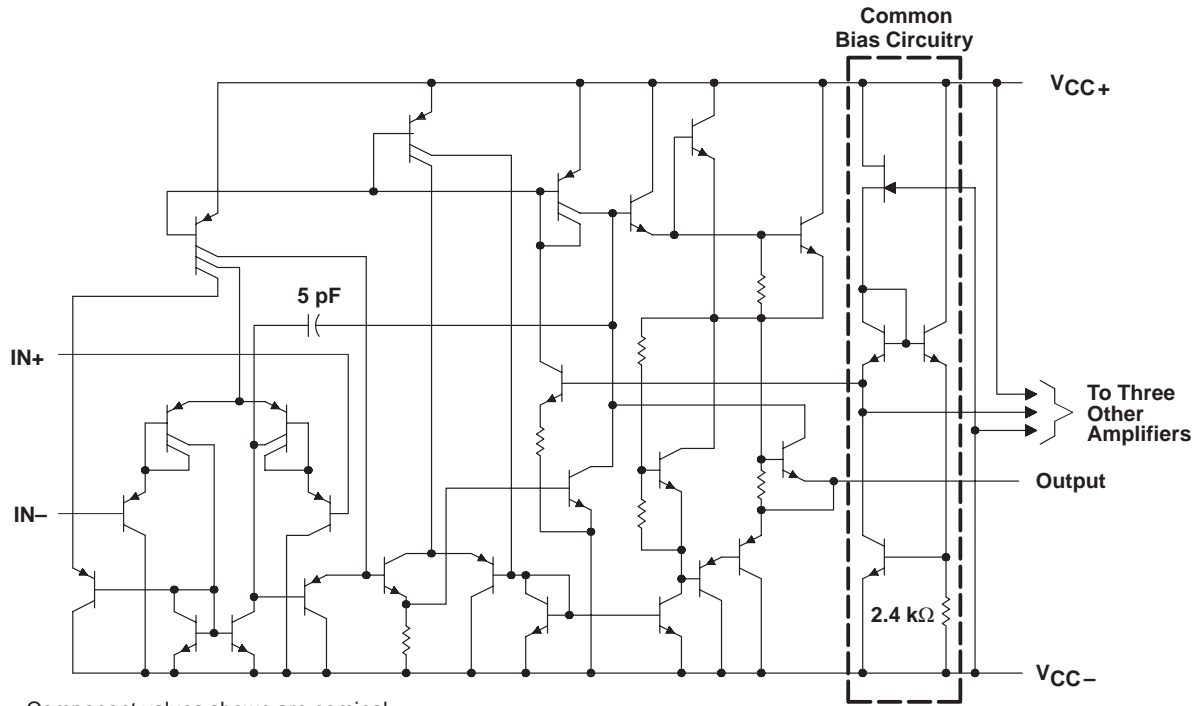 Common
Bias Circuitry
VCC+
5 pF
IN+
To Three
Other
Amplifiers
Output
IN–
2.4 kΩ
VCC–
Component values shown are nominal